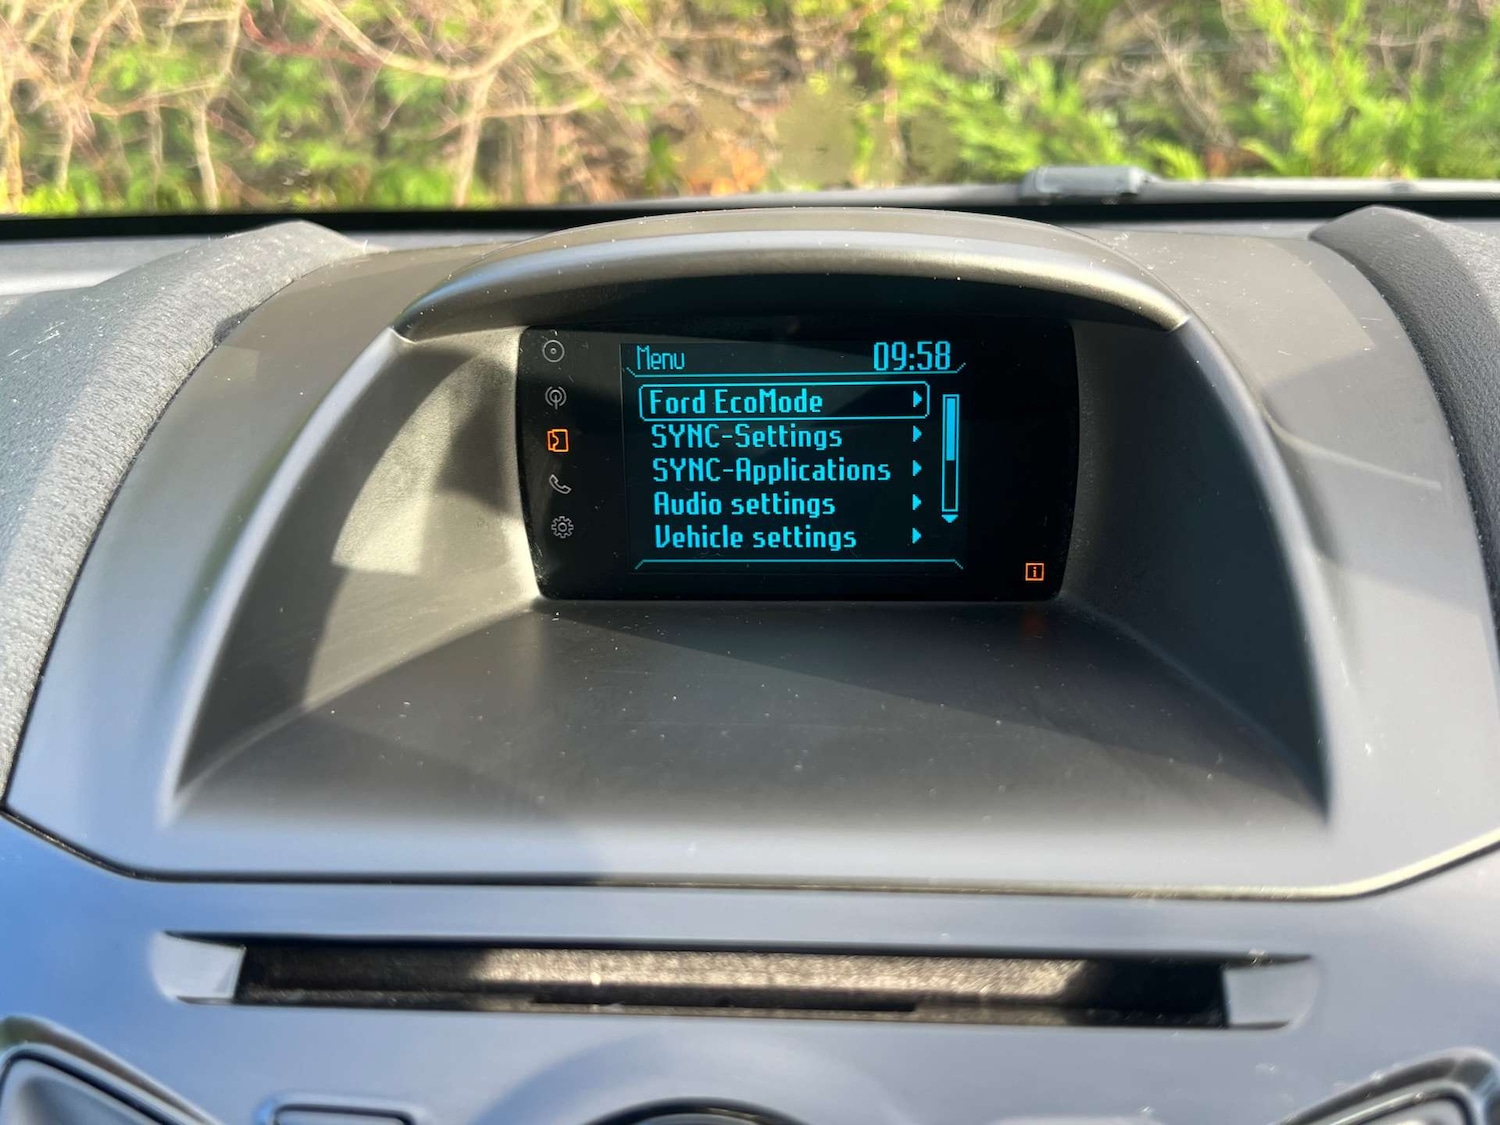 Menu 09:58
Ford EcoMode
SYNC-Settings
SYNC-Applications
Audio settings
Vehicle settings
i